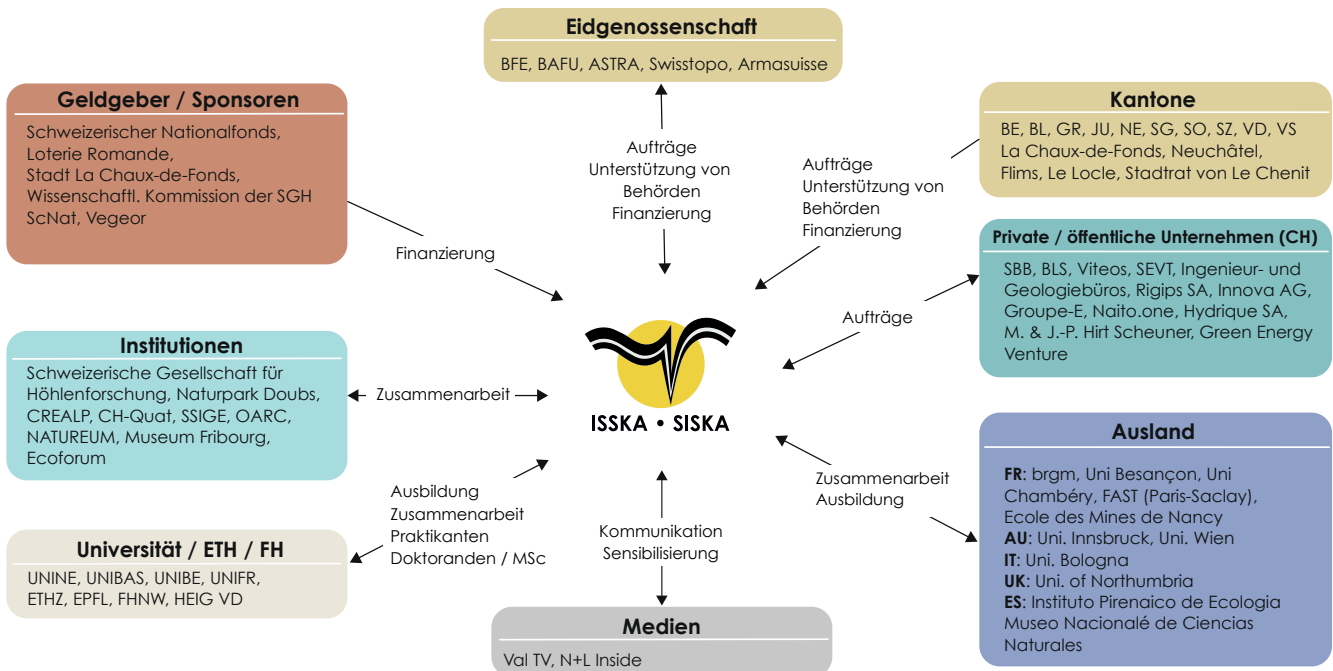 Eidgenossenschaft
BFE, BAFU, ASTRA, Swisstopo, Armasuisse
Geldgeber / Sponsoren
Schweizerischer Nationalfonds,
Loterie Romande,
Stadt La Chaux-de-Fonds,
Wissenschaftl. Kommission der SGH
ScNat, Vegeor
Kantone
BE, BL, GR, JU, NE, SG, SO, SZ, VD, VS
La Chaux-de-Fonds, Neuchâtel,
Flims, Le Locle, Stadtrat von Le Chenit
Aufträge
Unterstützung von
Behörden
Finanzierung
Aufträge
Unterstützung von
Behörden
Finanzierung
Finanzierung
Private / öffentliche Unternehmen (CH)
SBB, BLS, Viteos, SEVT, Ingenieur- und
Geologiebüros, Rigips SA, Innova AG,
Groupe-E, Naito.one, Hydrique SA,
M. & J.-P. Hirt Scheuner, Green Energy
Venture
Aufträge
Institutionen
Schweizerische Gesellschaft für
Höhlenforschung, Naturpark Doubs,
CREALP, CH-Quat, SSIGE, OARC,
NATUREUM, Museum Fribourg,
Ecoforum
Zusammenarbeit
ISSKA • SISKA
Ausland
FR: brgm, Uni Besançon, Uni
Chambéry, FAST (Paris-Saclay),
Ecole des Mines de Nancy
AU: Uni. Innsbruck, Uni. Wien
IT: Uni. Bologna
UK: Uni. of Northumbria
ES: Instituto Pirenaico de Ecologia
Museo Nacionalé de Ciencias
Naturales
Zusammenarbeit
Ausbildung
Ausbildung
Zusammenarbeit
Praktikanten
Doktoranden / MSc
Kommunikation
Sensibilisierung
Universität / ETH / FH
UNINE, UNIBAS, UNIBE, UNIFR,
ETHZ, EPFL, FHNW, HEIG VD
Medien
Val TV, N+L Inside